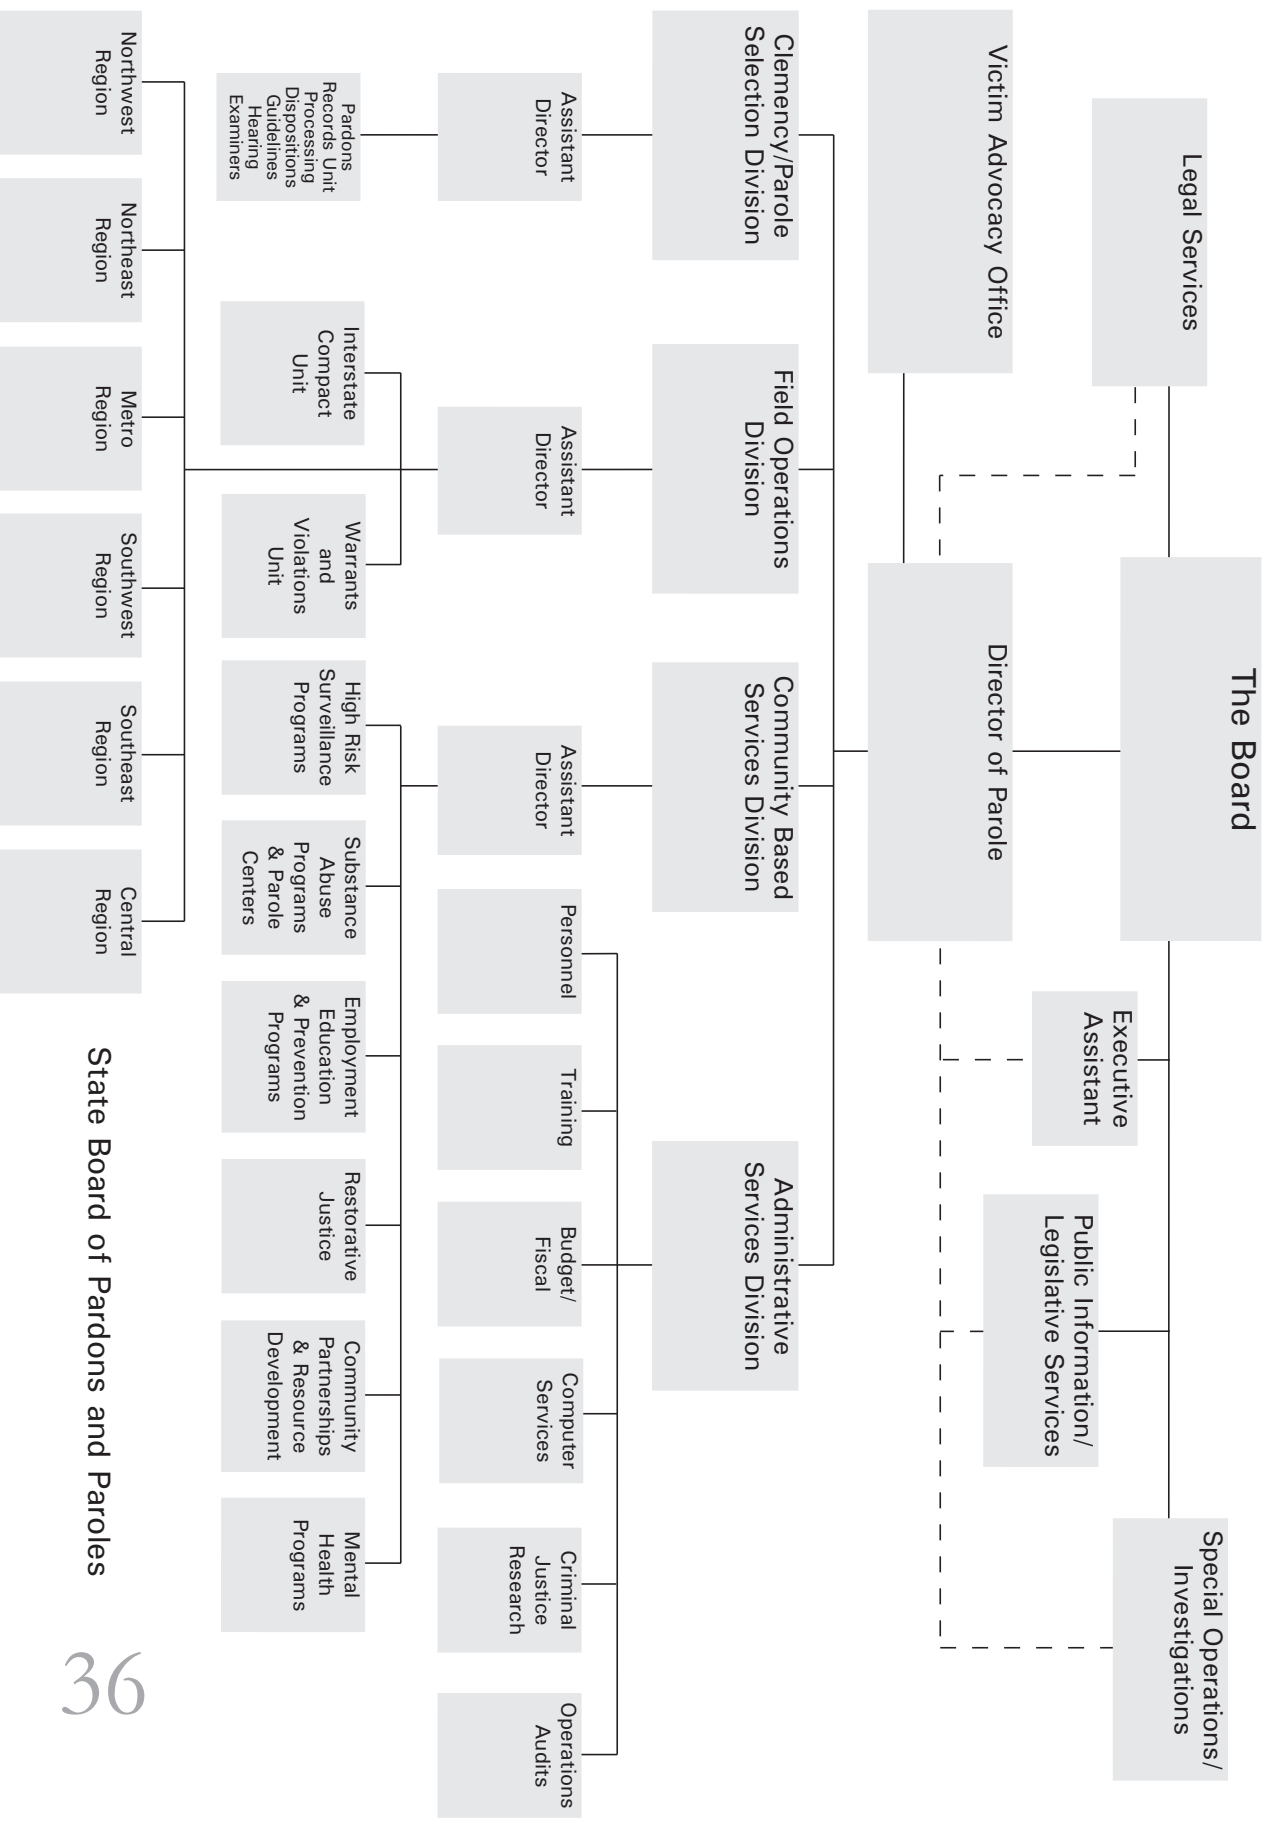 The Board
Legal Services
Executive
Assistant
Public Information/
Legislative Services
Special Operations/
Investigations
Victim Advocacy Office
Director of Parole
Clemency/Parole
Selection Division
Field Operations
Division
Community Based
Services Division
Administrative
Services Division
Assistant
Director
Assistant
Director
Assistant
Director
Personnel
Training
Budget/
Fiscal
Computer
Services
Criminal
Justice
Research
Operations
Audits
Pardons
Records Unit
Processing
Dispositions
Guidelines
Hearing
Examiners
Interstate
Compact
Unit
Warrants
and
Violations
Unit
High Risk
Surveillance
Programs
Substance
Abuse
Programs
& Parole
Centers
Employment
Education
& Prevention
Programs
Restorative
Justice
Community
Partnerships
& Resource
Development
Mental
Health
Programs
Northwest
Region
Northeast
Region
Metro
Region
Southwest
Region
Southeast
Region
Central
Region
State Board of Pardons and Paroles
36